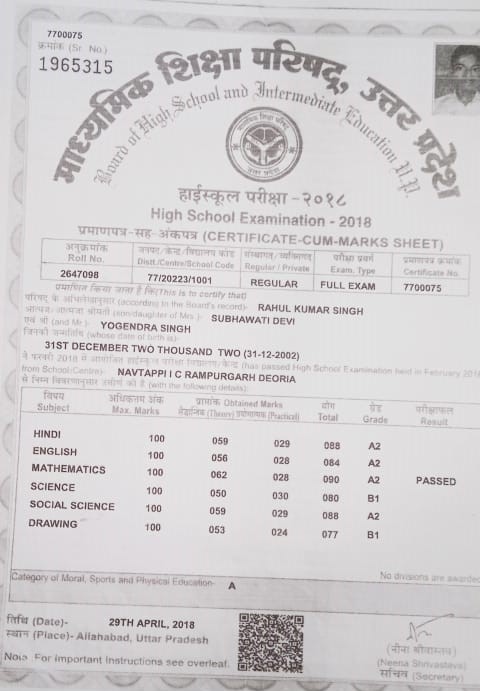 7700075
क्रमांक (Sr. No.)
1965315
माध्यमिक शिक्षा परिषद्, उत्तर प्रदेश
Board of High School and Intermediate Education U.P.
हाईस्कूल परीक्षा -२०१८
High School Examination - 2018
प्रमाणपत्र-सह-अंकपत्र (CERTIFICATE-CUM-MARKS SHEET)
अनुक्रमांक जनपद/केन्द्र/विद्यालय कोड संस्थागत/व्यक्तिगत परीक्षा प्रवर्ग प्रमाणपत्र क्रमांक
Roll No. Distt./Centre/School Code Regular / Private Exam. Type Certificate No.
2647098 77/20223/1001 REGULAR FULL EXAM 7700075
प्रमाणित किया जाता है कि(This is to certify that)
परिषद के अभिलेखानुसार (according to the Board's record)- RAHUL KUMAR SINGH
आत्मज/आत्मजा श्रीमती (son/daughter of Mrs.)- SUBHAWATI DEVI
एवं श्री (and Mr.)- YOGENDRA SINGH
जिनकी जन्मतिथि (whose date of birth is)-
31ST DECEMBER TWO THOUSAND TWO (31-12-2002)
ने फरवरी 2018 में आयोजित हाईस्कूल परीक्षा विद्यालय/केन्द्र (has passed High School Examination held in February 2018
from School/Centre)- NAVTAPPI I C RAMPURGARH DEORIA
से निम्न विवरणानुसार उत्तीर्ण की है (with the following details):
विषय अधिकतम अंक प्राप्तांक Obtained Marks योग ग्रेड परीक्षाफल
Subject Max. Marks सैद्धान्तिक (Theory) प्रयोगात्मक (Practical) Total Grade Result
HINDI 100 059 029 088 A2
ENGLISH 100 056 028 084 A2
MATHEMATICS 100 062 028 090 A2 PASSED
SCIENCE 100 050 030 080 B1
SOCIAL SCIENCE 100 059 029 088 A2
DRAWING 100 053 024 077 B1
Category of Moral, Sports and Physical Education- A
No divisions are awarded
तिथि (Date)- 29TH APRIL, 2018
स्थान (Place)- Allahabad, Uttar Pradesh
Note. For important Instructions see overleaf.
(नीना श्रीवास्तव)
(Neena Shrivastava)
सचिव (Secretary)